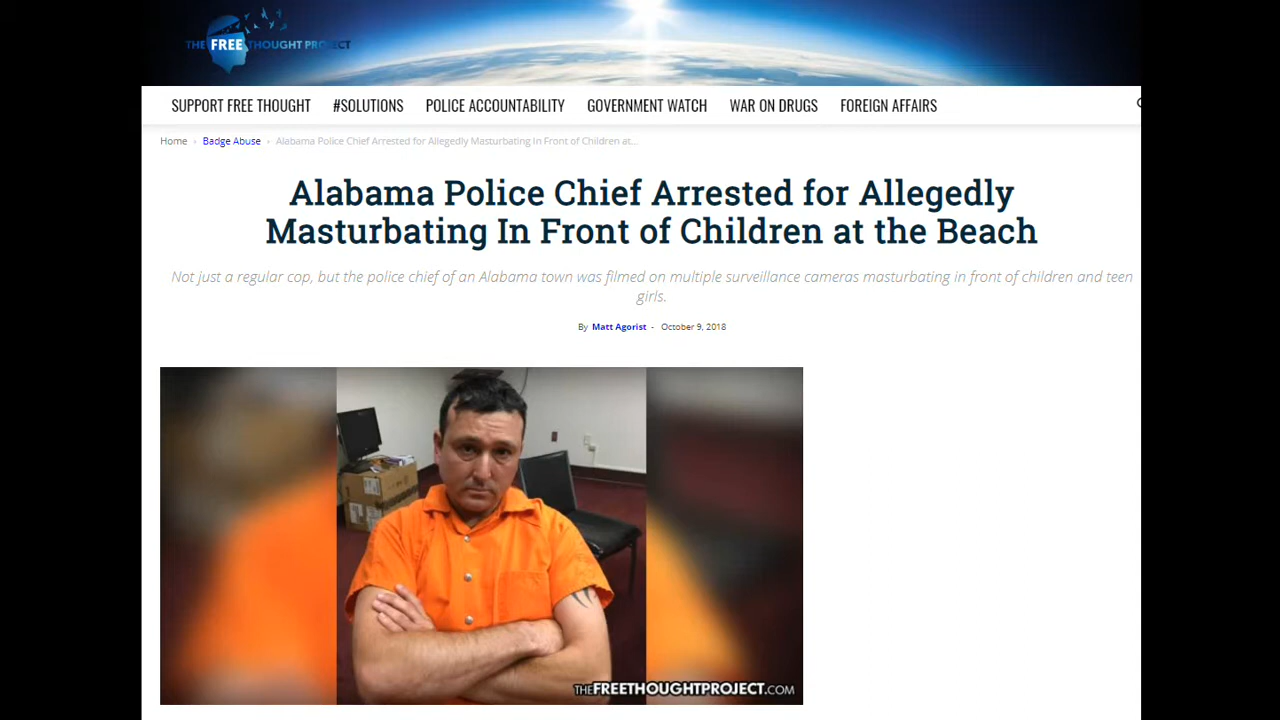 THE FREE THOUGHT PROJECT
SUPPORT FREE THOUGHT #SOLUTIONS POLICE ACCOUNTABILITY GOVERNMENT WATCH WAR ON DRUGS FOREIGN AFFAIRS
Home › Badge Abuse › Alabama Police Chief Arrested for Allegedly Masturbating In Front of Children at...
Alabama Police Chief Arrested for Allegedly
Masturbating In Front of Children at the Beach
Not just a regular cop, but the police chief of an Alabama town was filmed on multiple surveillance cameras masturbating in front of children and teen
girls.
By Matt Agorist - October 9, 2018
THEFREETHOUGHTPROJECT.COM